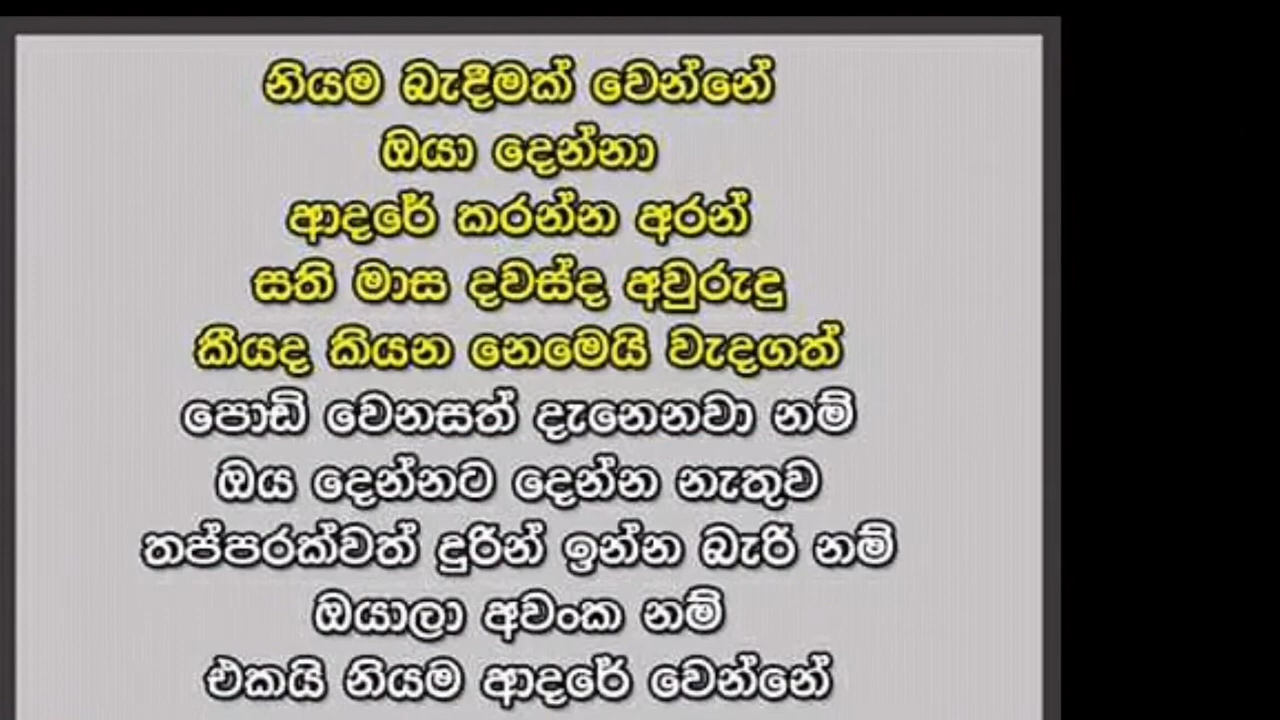 නියම බැදීමක් වෙන්නේ
ඔයා දෙන්නා
ආදරේ කරන්න අරන්
සති මාස දවස්ද අවුරුදු
කීයද කියන නෙමෙයි වැදගත්
පොඩි වෙනසත් දැනෙනවා නම්
ඔය දෙන්නට දෙන්න නැතුව
තප්පරක්වත් දුරින් ඉන්න බැරි නම්
ඔයාලා අවංක නම්
එකයි නියම ආදරේ වෙන්නේ